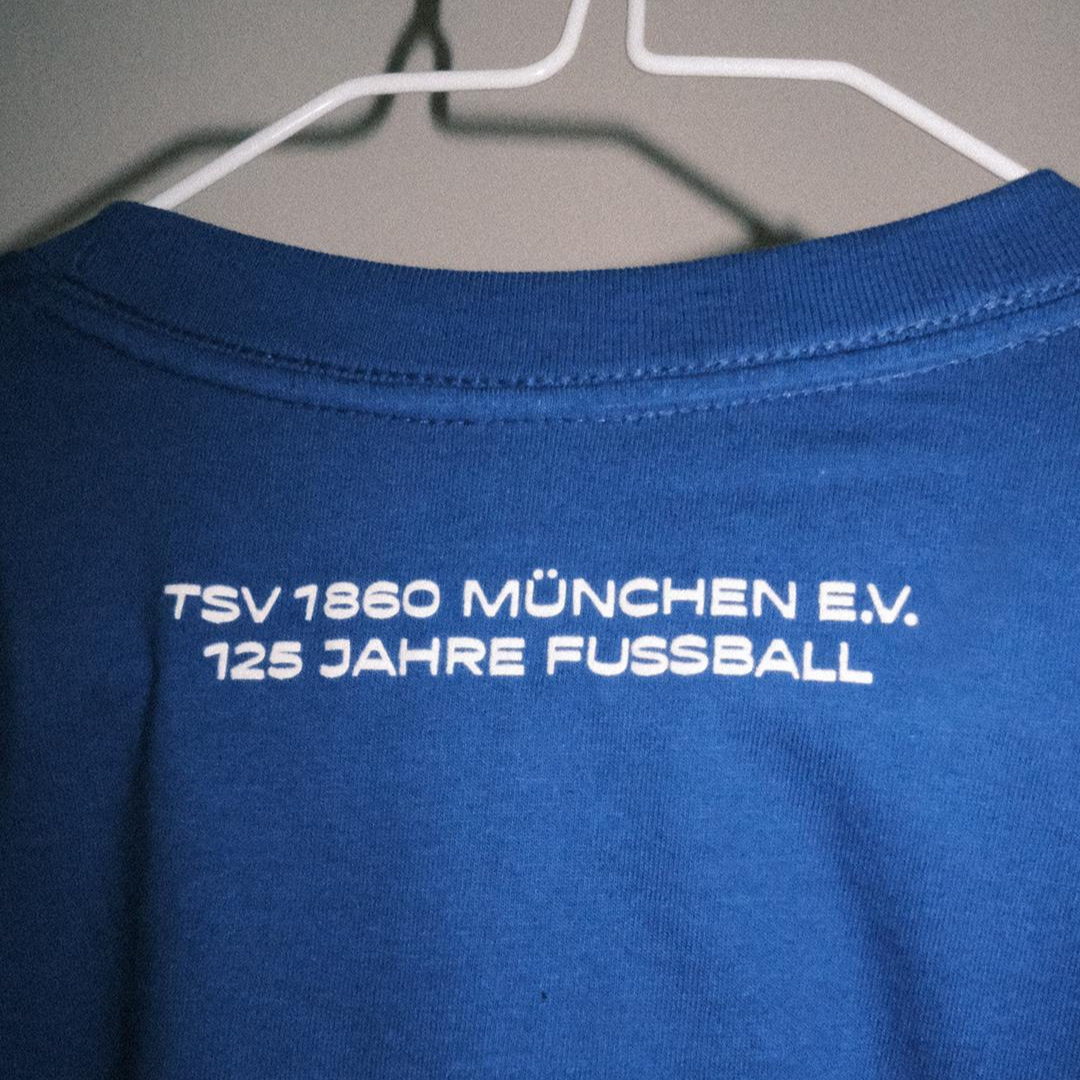 TSV 1860 MÜNCHEN E.V.
125 JAHRE FUSSBALL